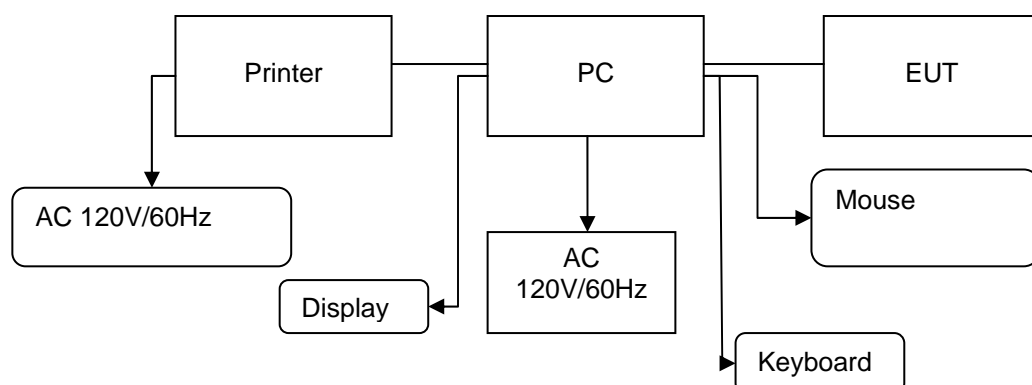 Printer
PC
EUT
AC 120V/60Hz
Mouse
AC
120V/60Hz
Display
Keyboard